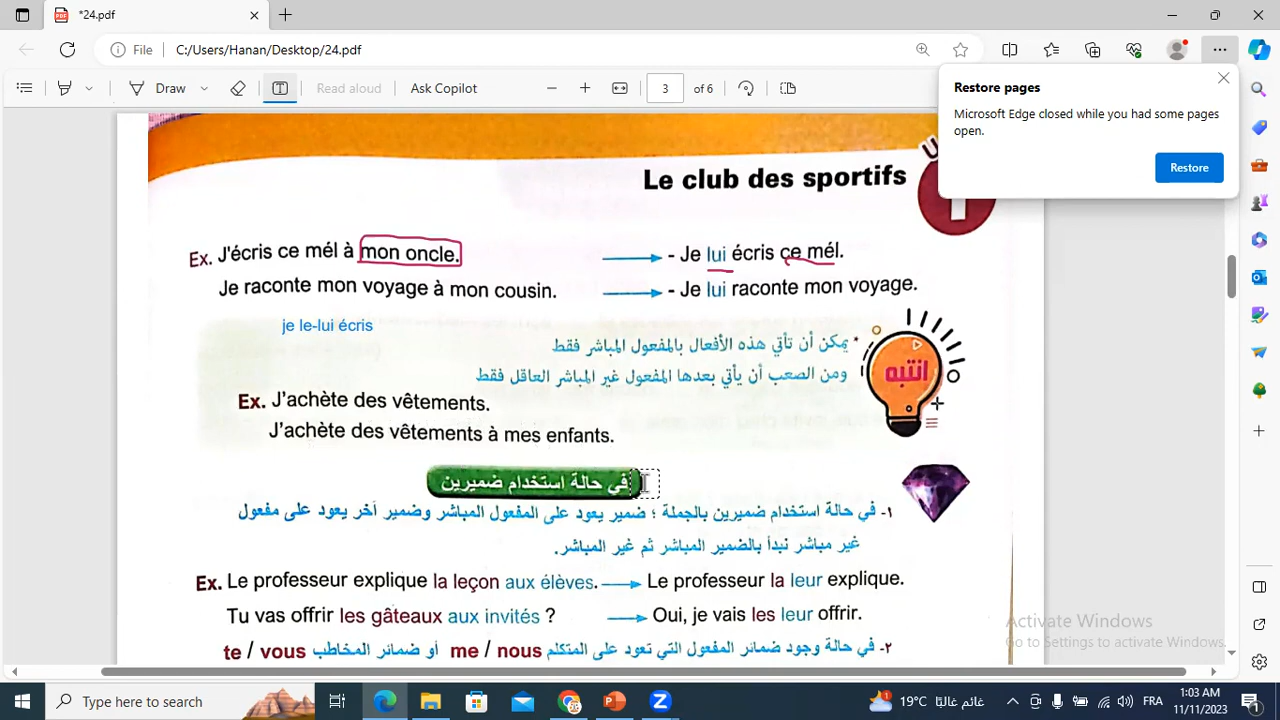 *24.pdf
File
C:/Users/Hanan/Desktop/24.pdf
Draw
Read aloud
Ask Copilot
3
of 6
Restore pages
Microsoft Edge closed while you had some pages
open.
Restore
Le club des sportifs
Ex. J'écris ce mél à mon oncle. - Je lui écris ce mél.
Je raconte mon voyage à mon cousin. - Je lui raconte mon voyage.
je le-lui écris
* يمكن أن تأتي هذه الأفعال بالمفعول المباشر فقط
ومن الصعب أن يأتي بعدها المفعول غير المباشر العاقل فقط
انتبه
Ex. J'achète des vêtements.
J'achète des vêtements à mes enfants.
في حالة استخدام ضميرين
١- في حالة استخدام ضميرين بالجملة ؛ ضمير يعود على المفعول المباشر وضمير آخر يعود على مفعول
غير مباشر نبدأ بالضمير المباشر ثم غير المباشر.
Ex. Le professeur explique la leçon aux élèves. Le professeur la leur explique.
Tu vas offrir les gâteaux aux invités ? Oui, je vais les leur offrir.
٢- في حالة وجود ضمائر المفعول التي تعود على المتكلم me / nous أو ضمائر المخاطب te / vous
Activate Windows
Go to Settings to activate Windows.
Type here to search
19°C غائم غالبًا
FRA
1:03 AM
11/11/2023